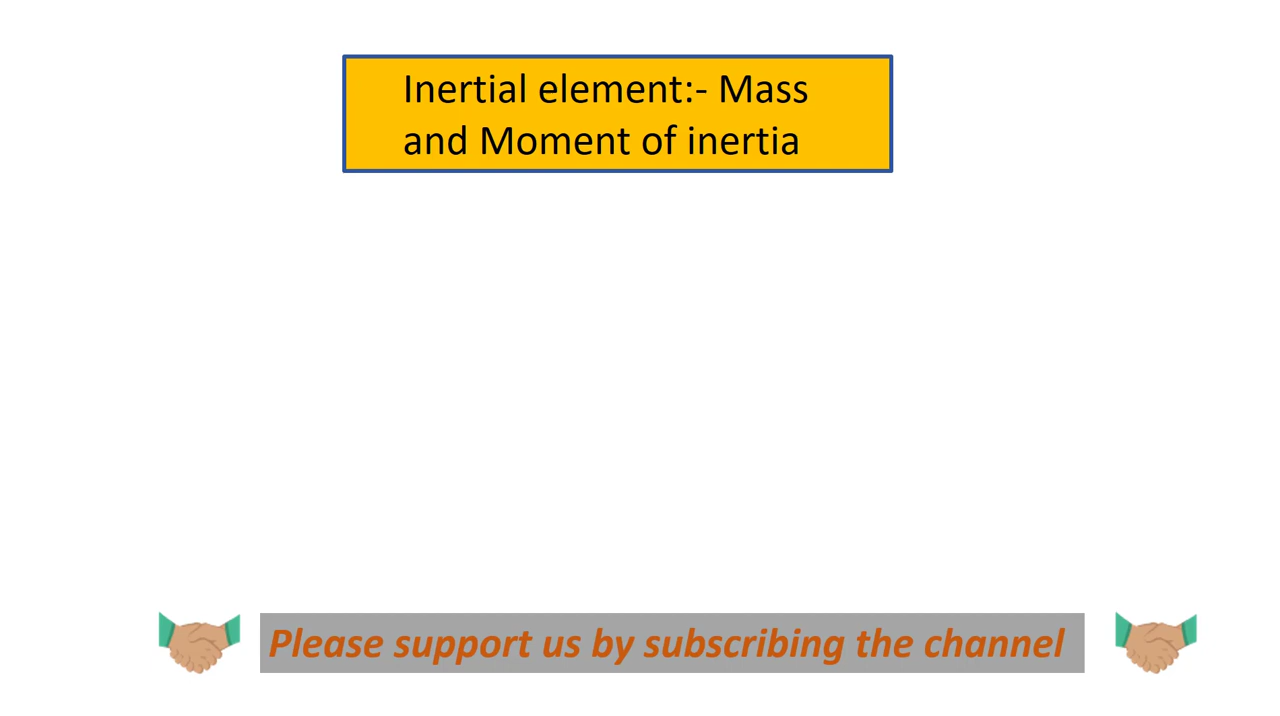 Inertial element:- Mass
and Moment of inertia
Please support us by subscribing the channel